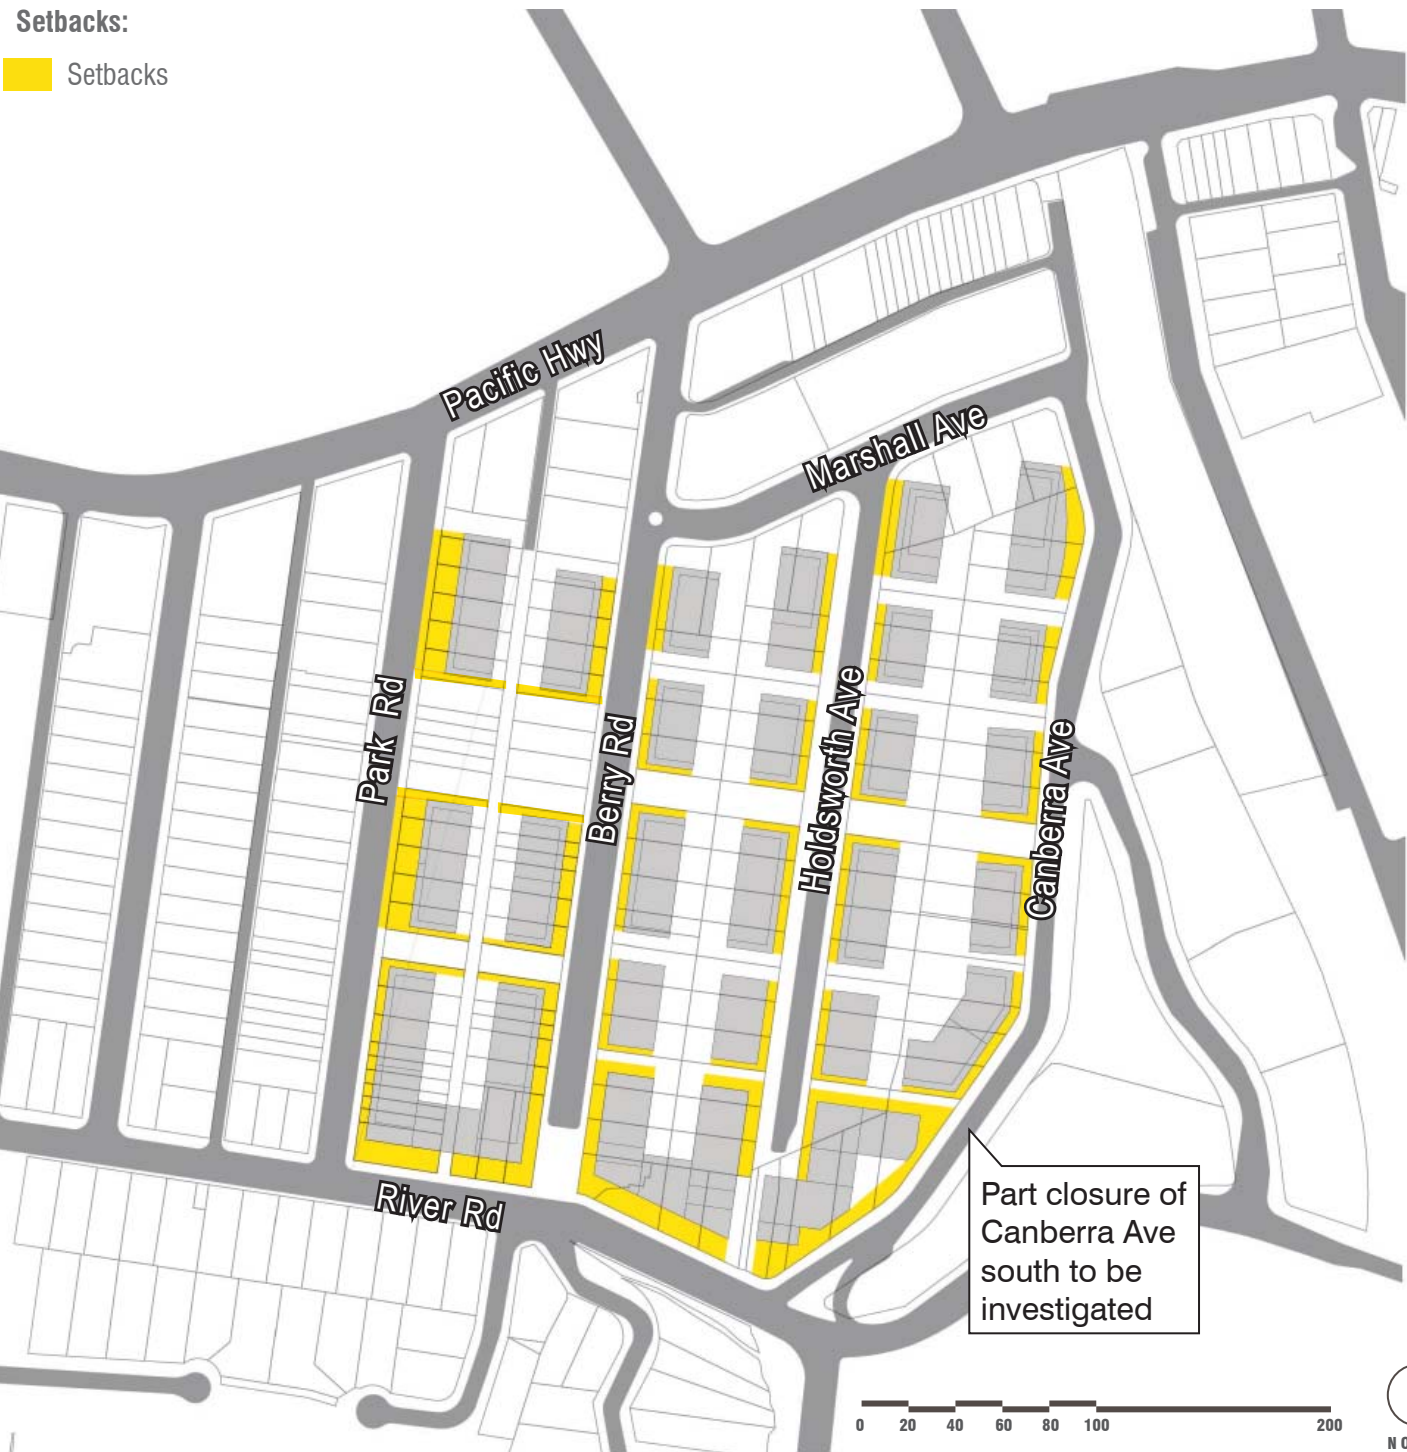 Setbacks:
Setbacks
Pacific Hwy
Marshall Ave
Park Rd
Berry Rd
Holdsworth Ave
Canberra Ave
River Rd
Part closure of
Canberra Ave
south to be
investigated
0 20 40 60 80 100 200